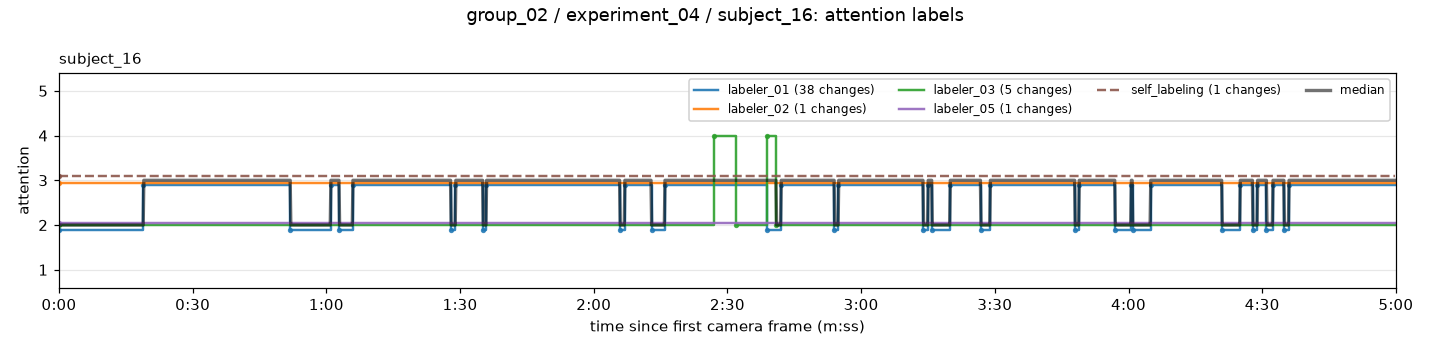 group_02 / experiment_04 / subject_16: attention labels
subject_16
labeler_01 (38 changes)
labeler_02 (1 changes)
labeler_03 (5 changes)
labeler_05 (1 changes)
self_labeling (1 changes)
median
attention
5
4
3
2
1
0:00 0:30 1:00 1:30 2:00 2:30 3:00 3:30 4:00 4:30 5:00
time since first camera frame (m:ss)